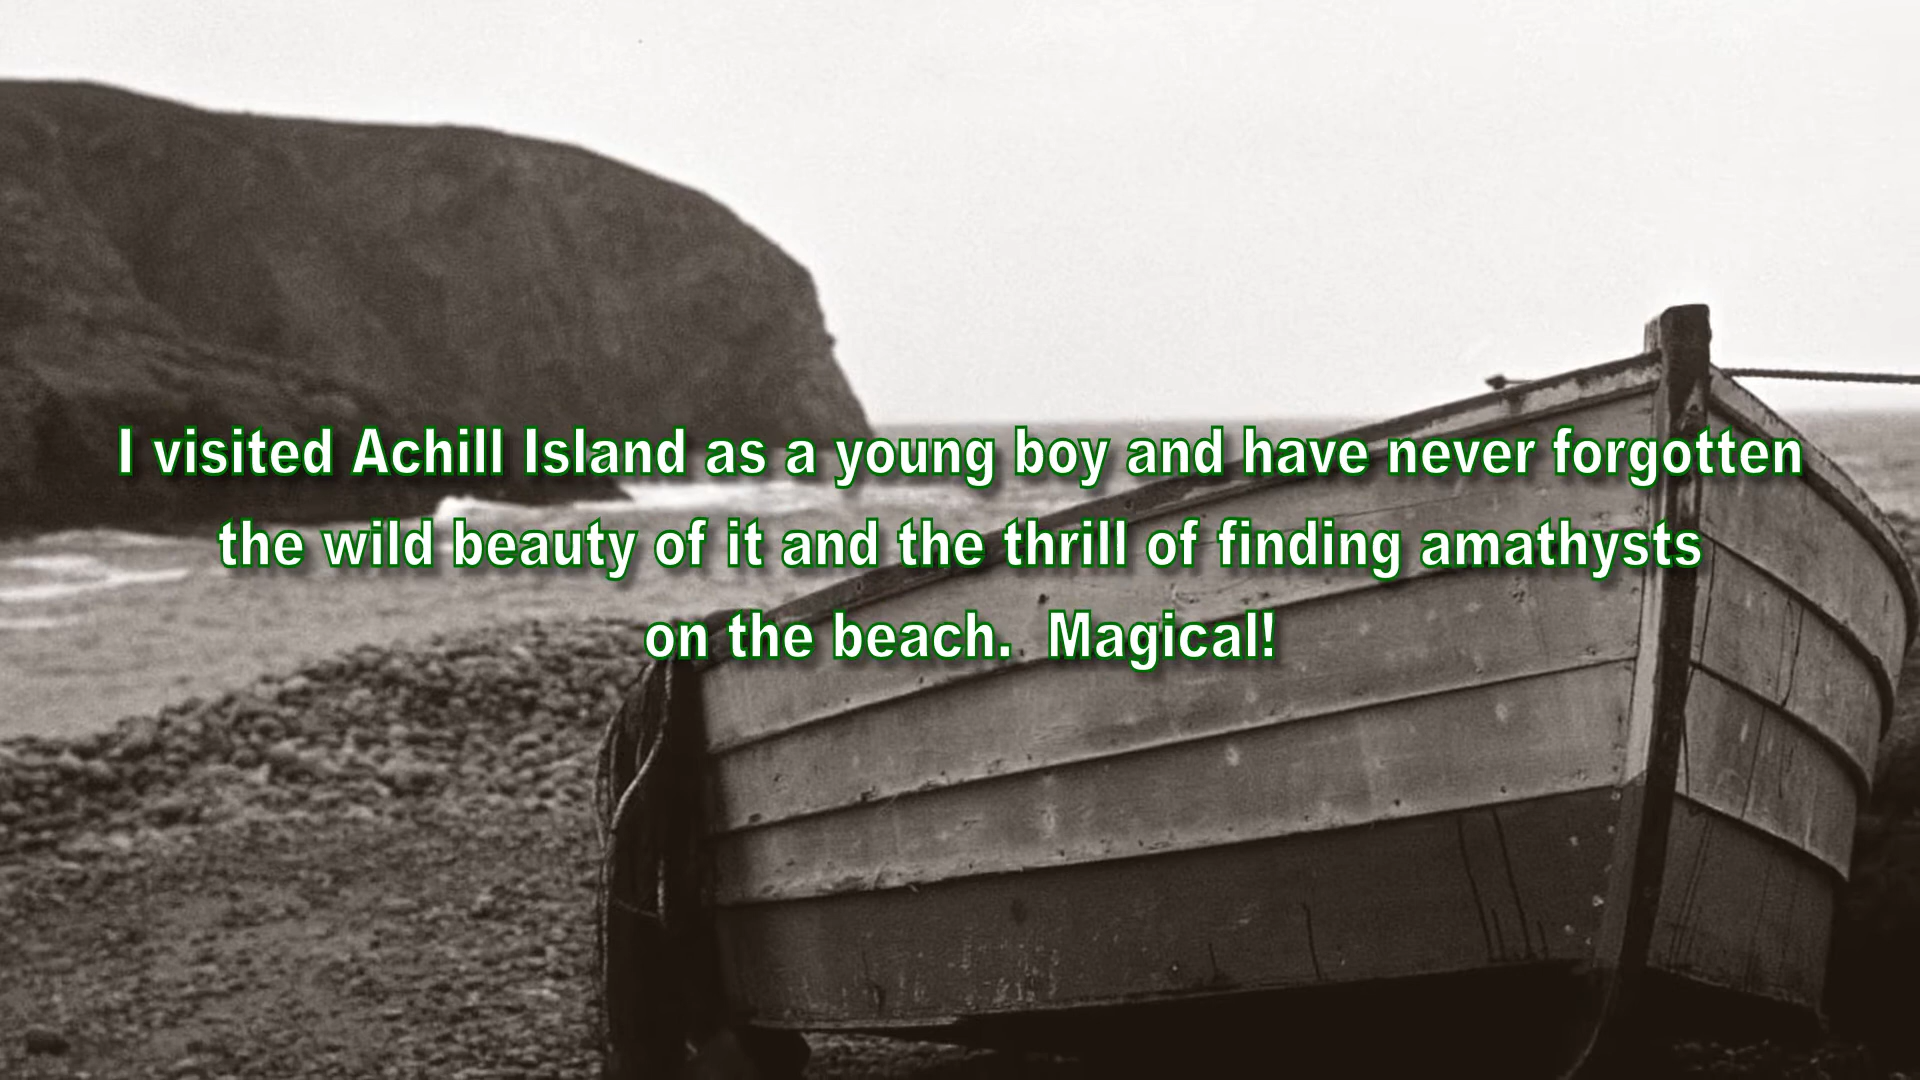 I visited Achill Island as a young boy and have never forgotten
the wild beauty of it and the thrill of finding amathysts
on the beach.  Magical!